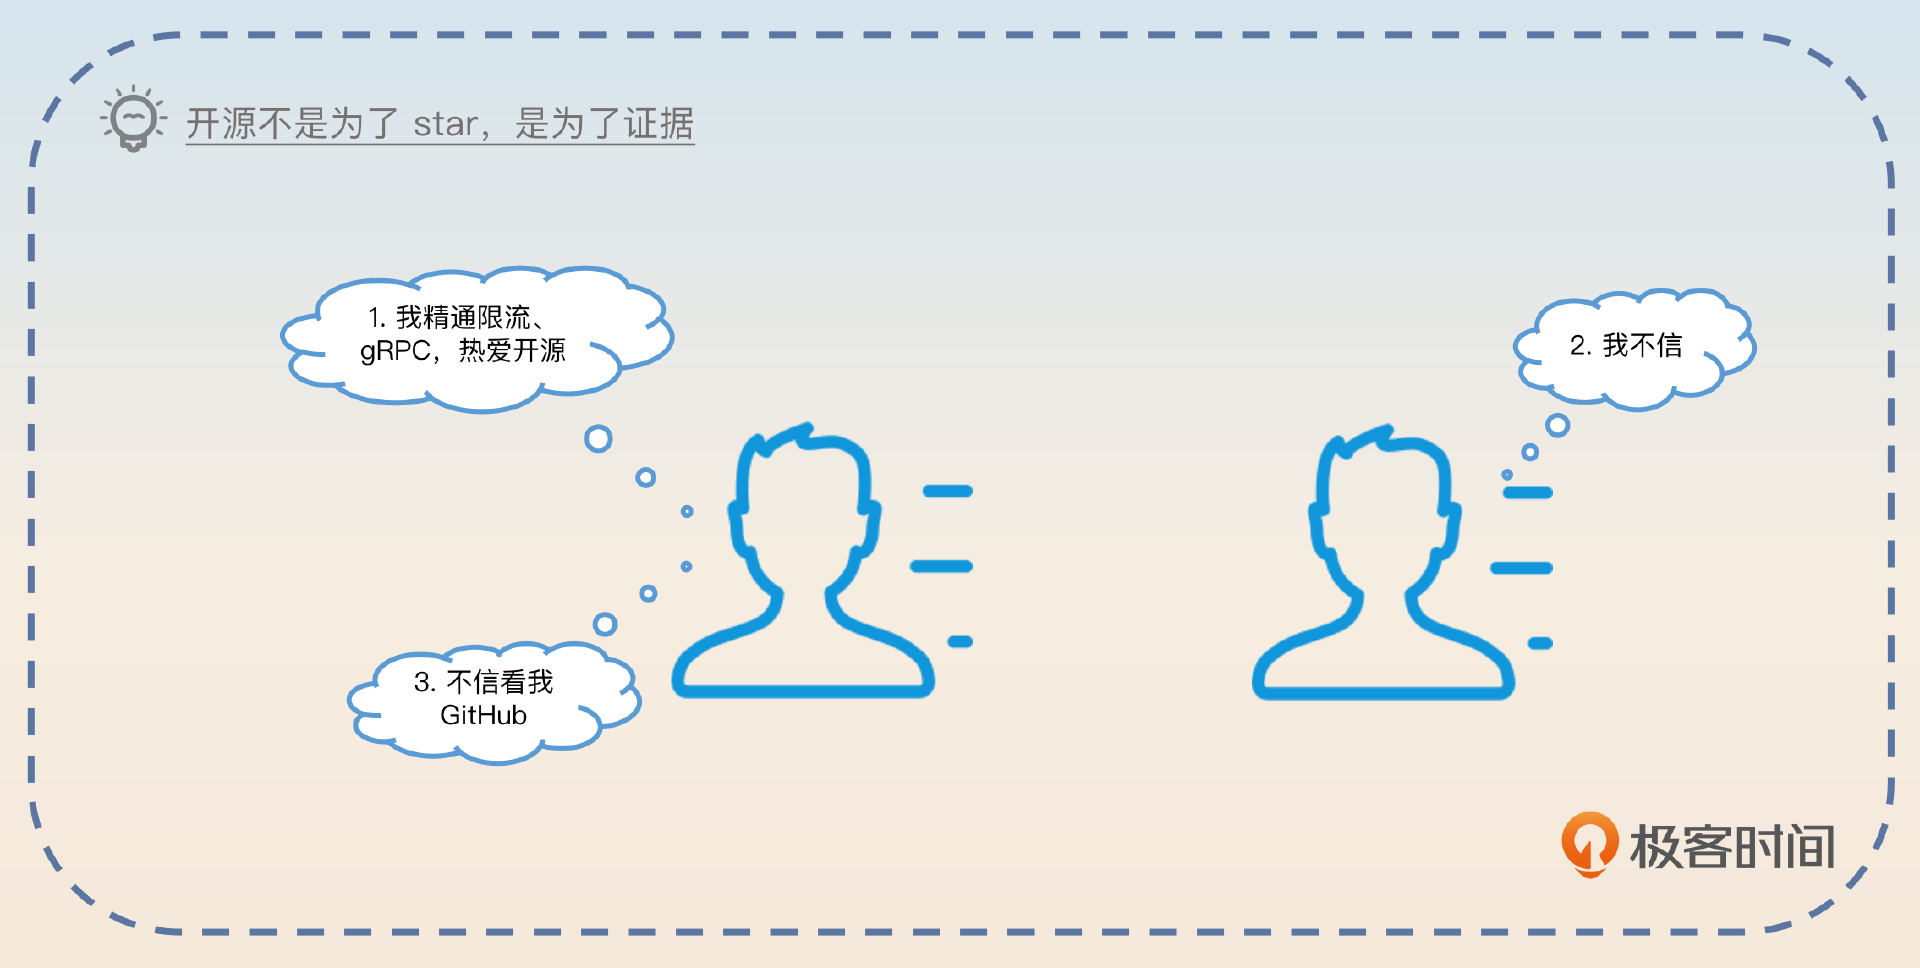 开源不是为了 star，是为了证据
1. 我精通限流、
gRPC，热爱开源
2. 我不信
3. 不信看我
GitHub
极客时间